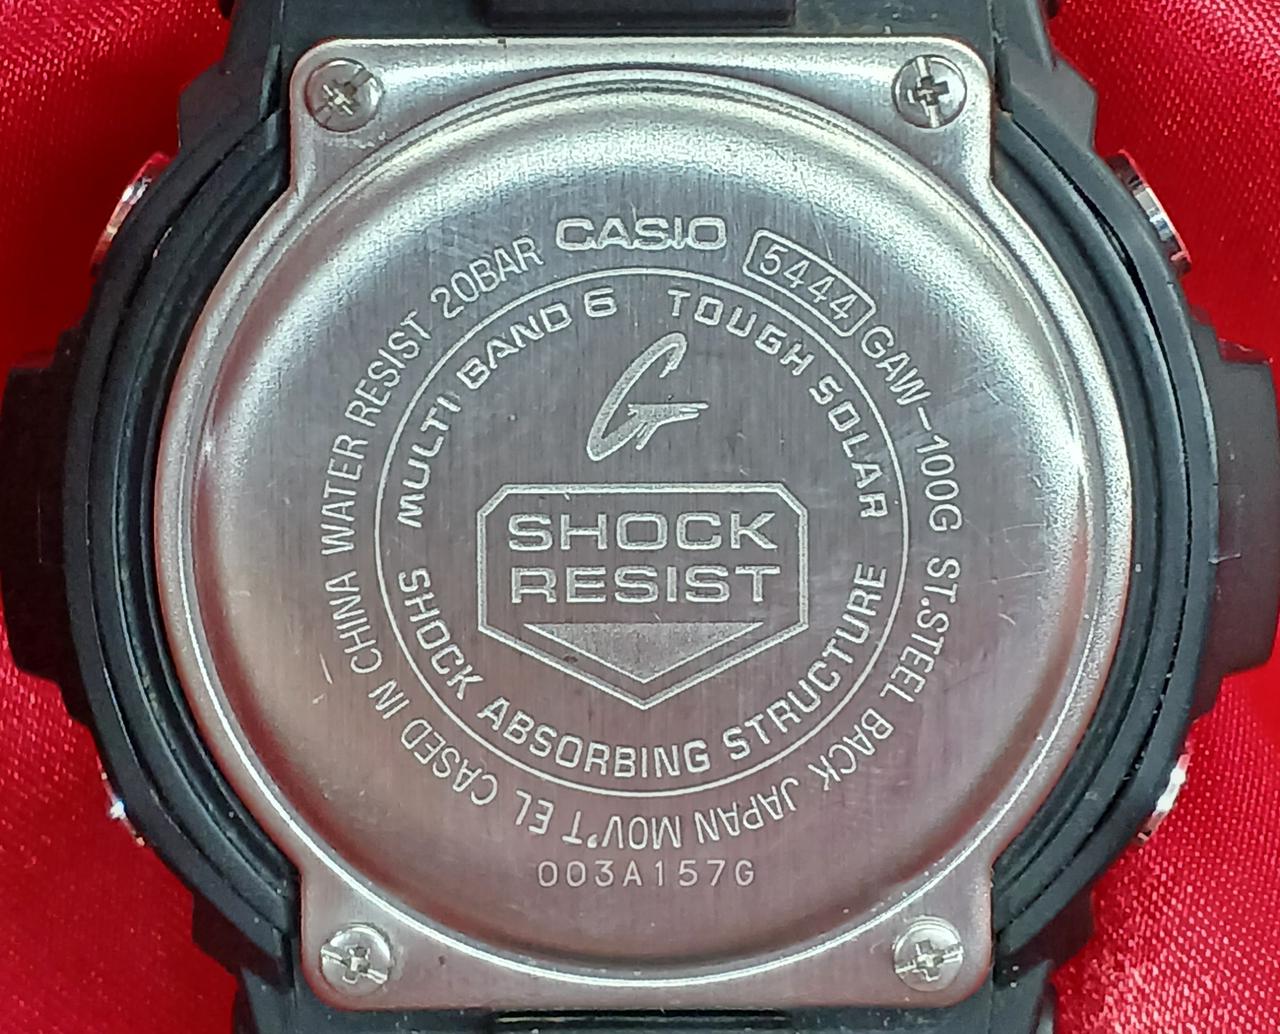 CASIO
5444 GAW-100G ST.STEEL BACK JAPAN MOV'T EL CASED IN CHINA WATER RESIST 20BAR
MULTI BAND 6 TOUGH SOLAR
G
SHOCK
RESIST
SHOCK ABSORBING STRUCTURE
003A157G